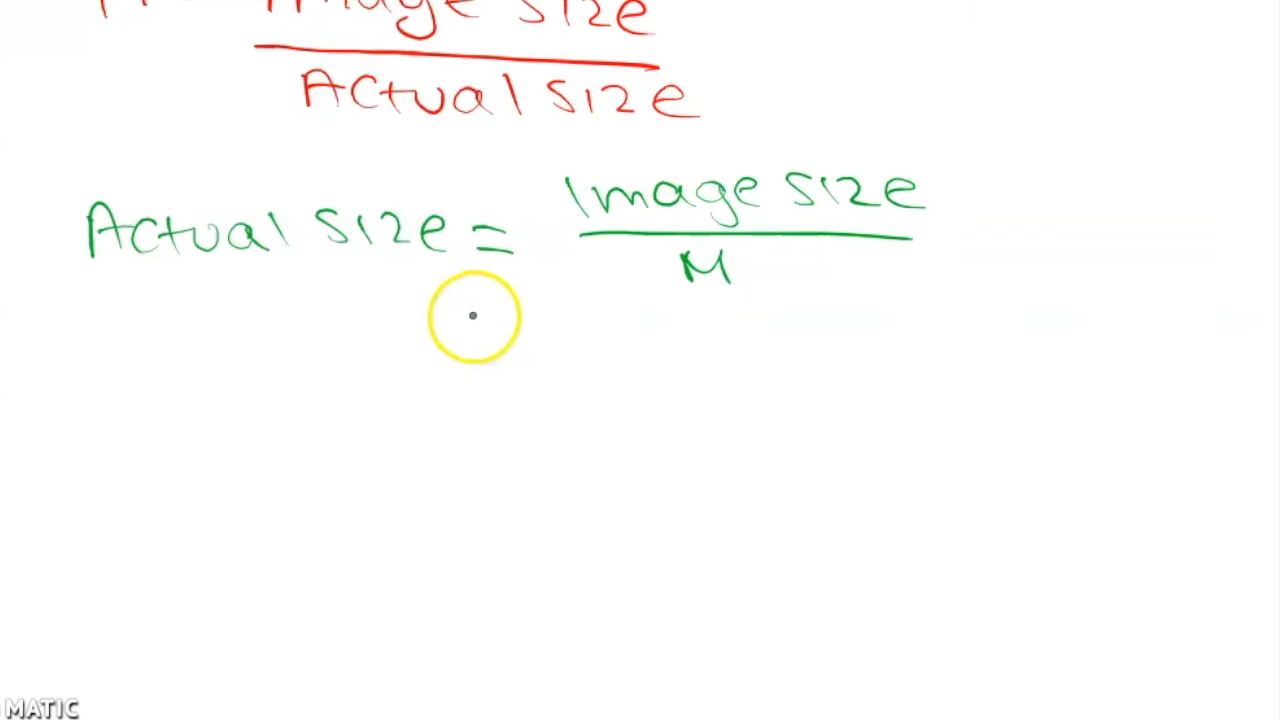 Image size
Actual size
Actual size = Image size
M
MATIC